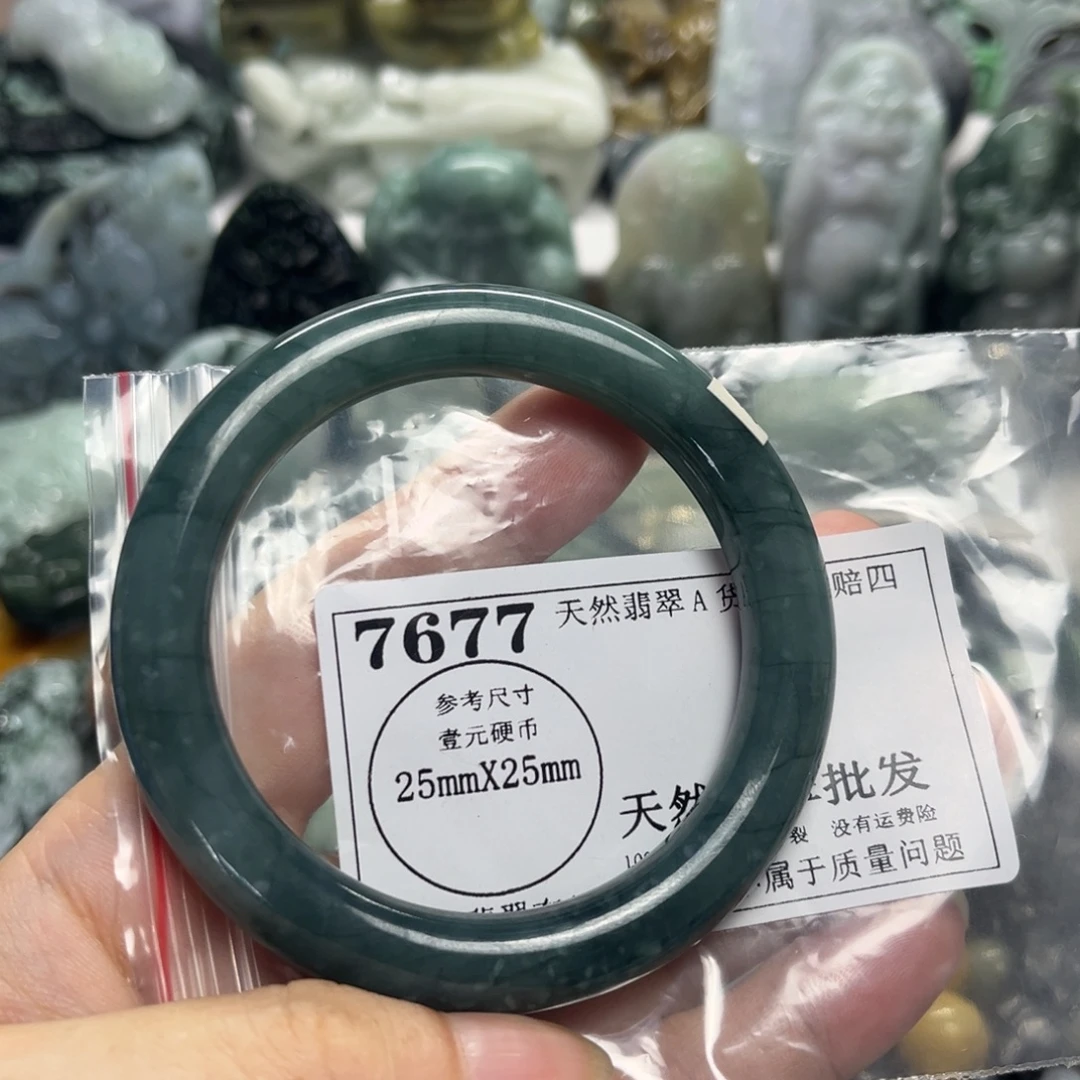 7677
天然翡翠A货
赔四
参考尺寸
壹元硬币
25mmX25mm
天然
批发
裂 没有运费险
属于质量问题